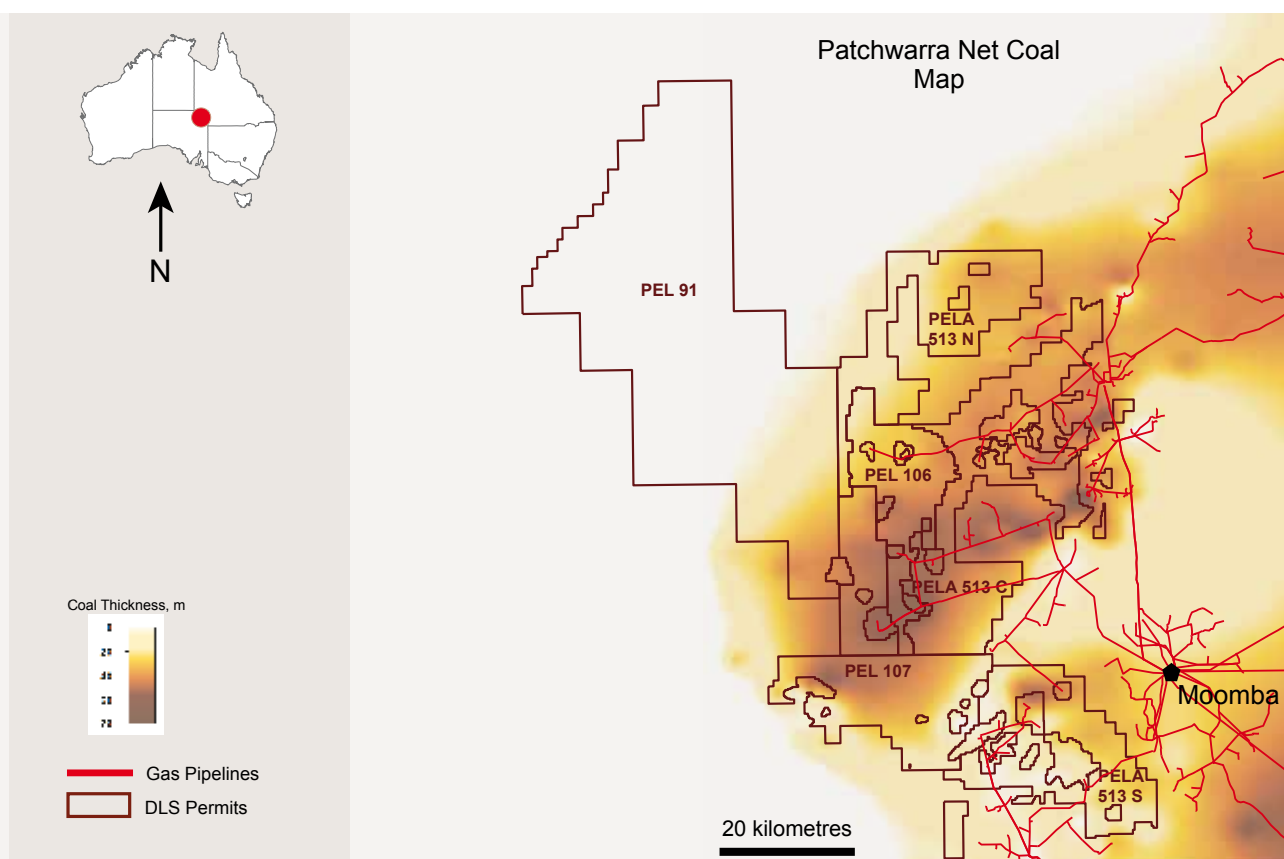 Patchwarra Net Coal
Map
N
PEL 91
PELA
513 N
PEL 106
PELA 513 C
PEL 107
Moomba
PELA
513 S
Coal Thickness, m
Gas Pipelines
DLS Permits
20 kilometres